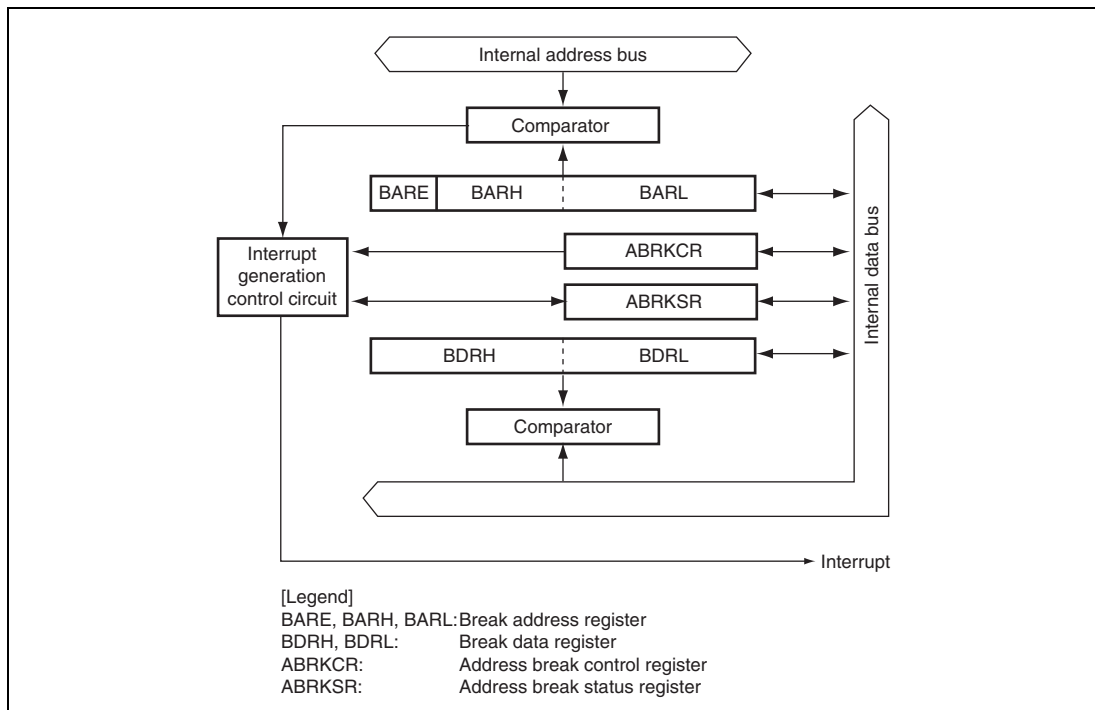 Internal address bus
Comparator
BARE BARH BARL
Interrupt
generation
control circuit
ABRKCR
ABRKSR
BDRH BDRL
Comparator
Internal data bus
Interrupt
[Legend]
BARE, BARH, BARL: Break address register
BDRH, BDRL: Break data register
ABRKCR: Address break control register
ABRKSR: Address break status register